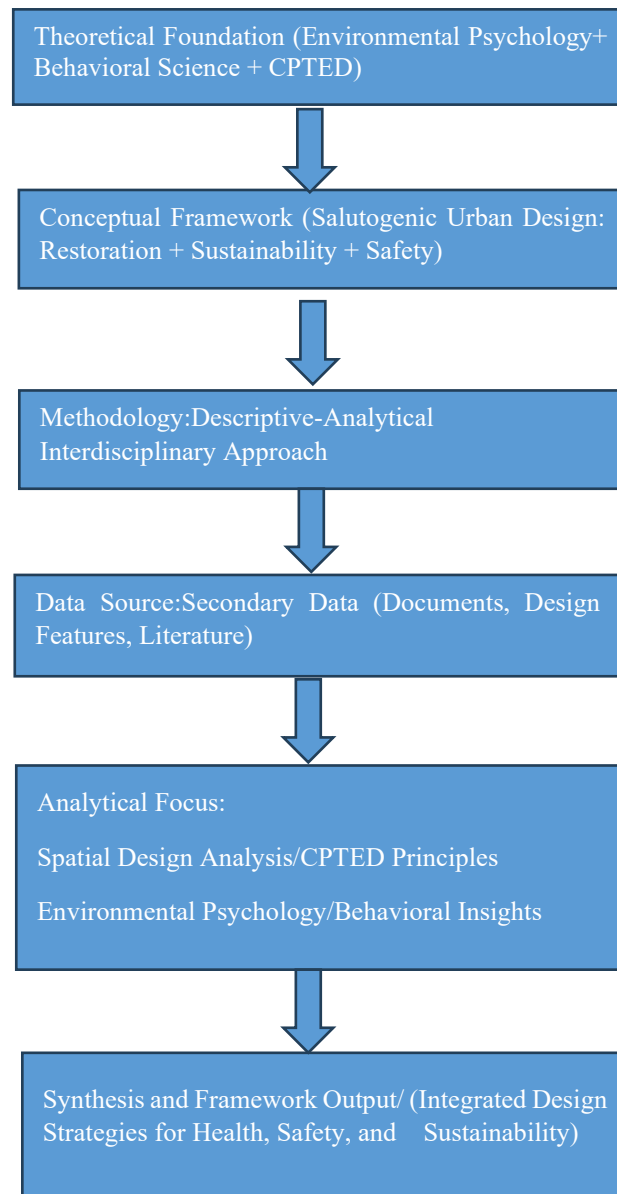 Theoretical Foundation (Environmental Psychology+
Behavioral Science + CPTED)
Conceptual Framework (Salutogenic Urban Design:
Restoration + Sustainability + Safety)
Methodology:Descriptive-Analytical
Interdisciplinary Approach
Data Source:Secondary Data (Documents, Design
Features, Literature)
Analytical Focus:
Spatial Design Analysis/CPTED Principles
Environmental Psychology/Behavioral Insights
Synthesis and Framework Output/ (Integrated Design
Strategies for Health, Safety, and Sustainability)